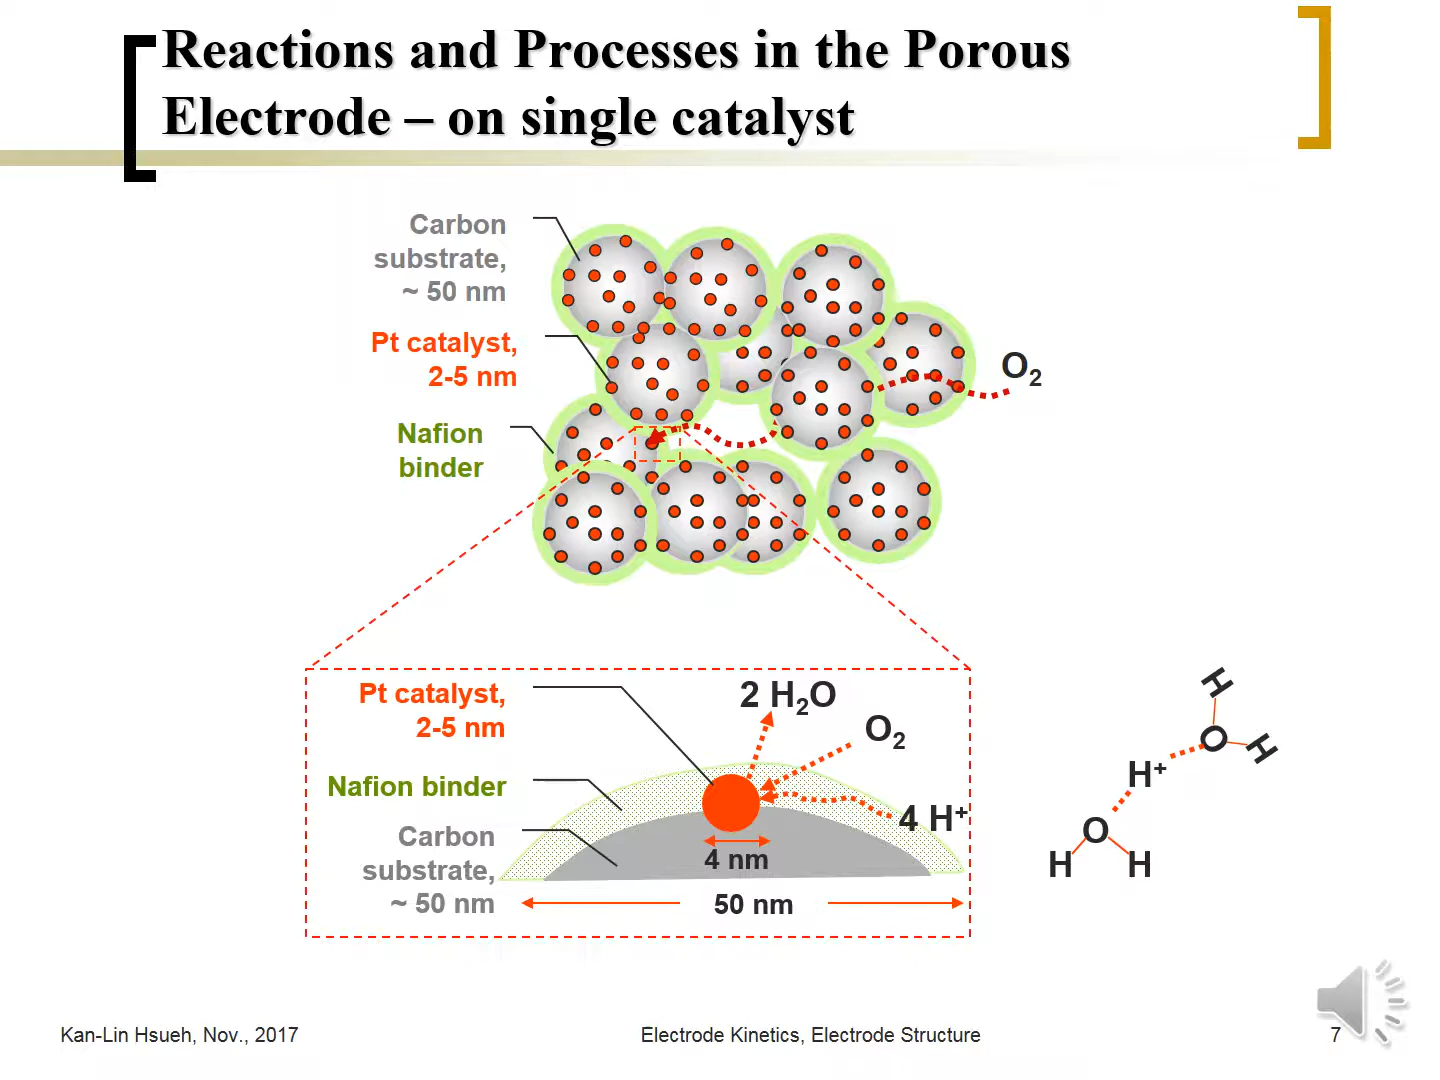 Reactions and Processes in the Porous
Electrode – on single catalyst
Carbon
substrate,
~ 50 nm
Pt catalyst,
2-5 nm
Nafion
binder
O2
Pt catalyst,
2-5 nm
Nafion binder
Carbon
substrate,
~ 50 nm
2 H2O
O2
4 H+
4 nm
50 nm
H
O H
H+
O
H H
Kan-Lin Hsueh, Nov., 2017
Electrode Kinetics, Electrode Structure
7